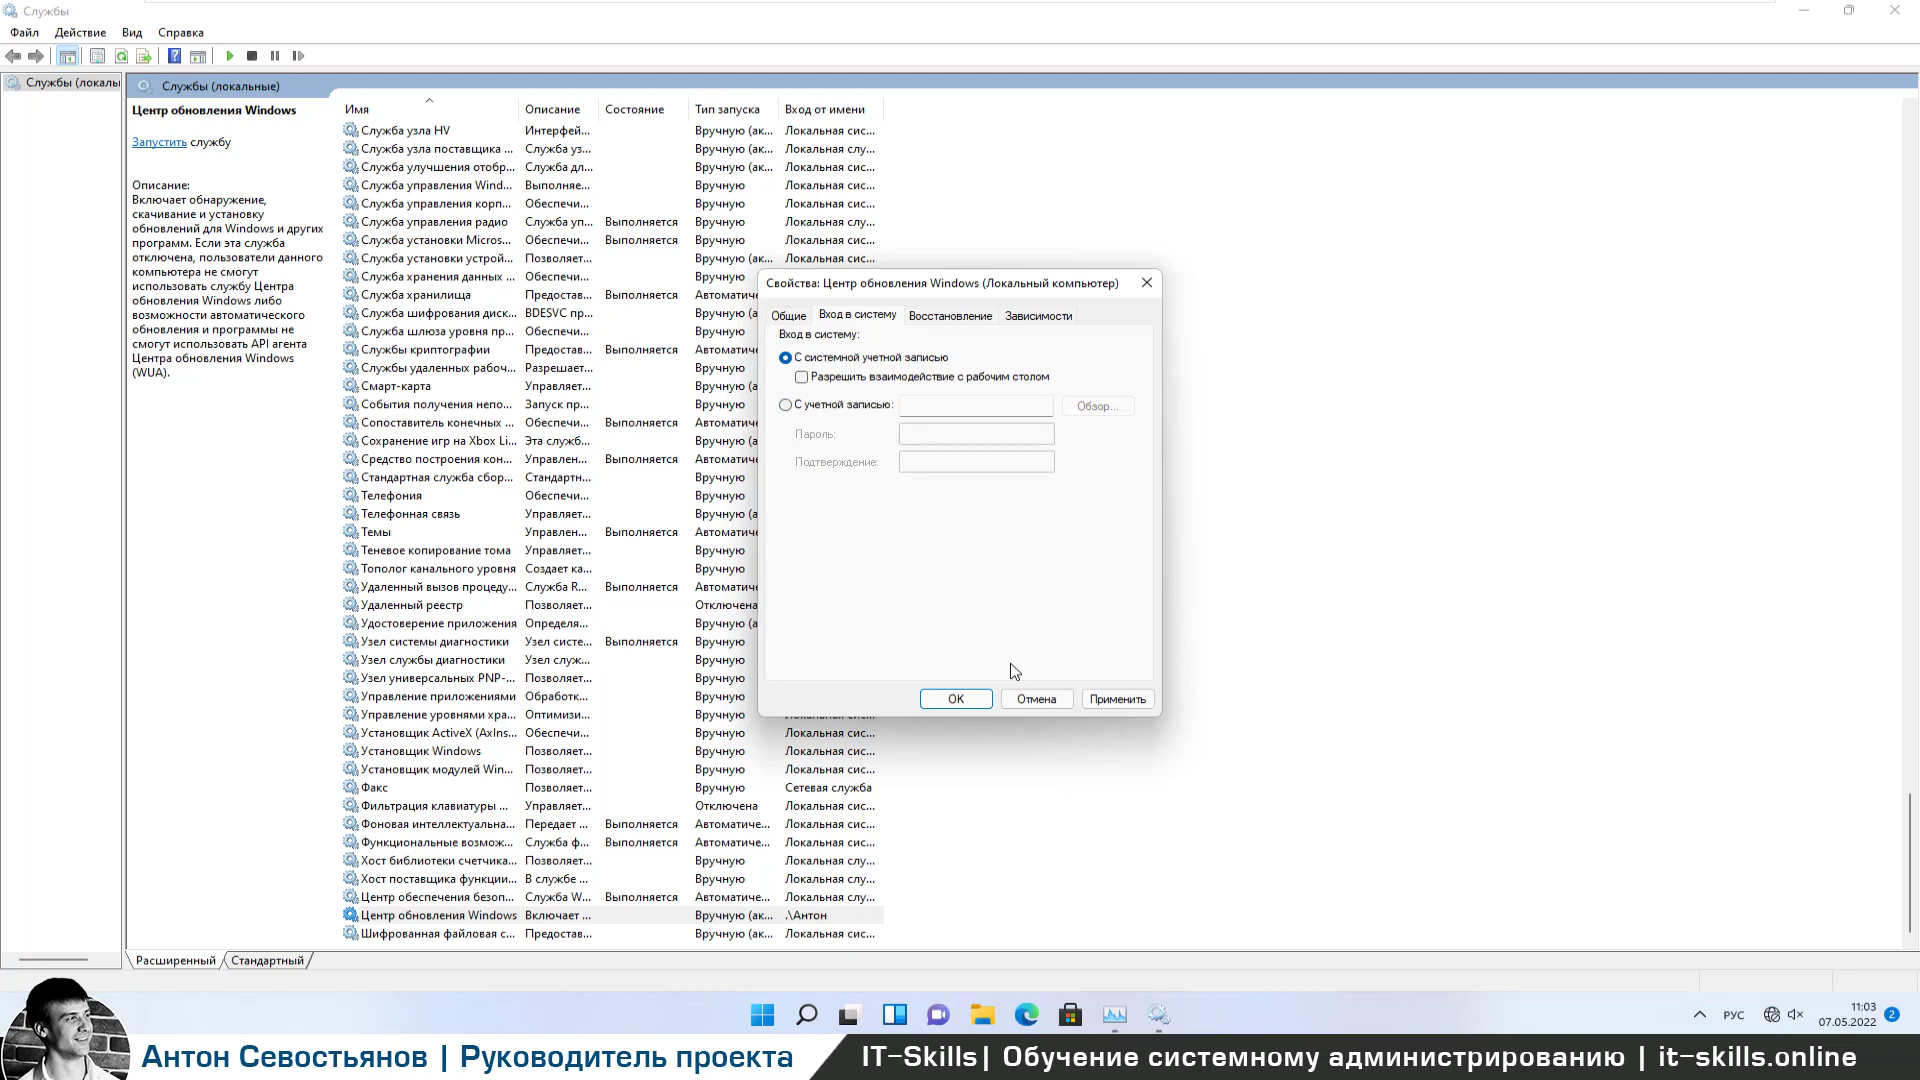 Службы
Файл Действие Вид Справка
Службы (локаль
Службы (локальные)
Центр обновления Windows
Запустить службу
Описание:
Включает обнаружение,
скачивание и установку
обновлений для Windows и других
программ. Если эта служба
отключена, пользователи данного
компьютера не смогут
использовать службу Центра
обновления Windows либо
возможности автоматического
обновления и программы не
смогут использовать API агента
Центра обновления Windows
(WUA).
Имя Описание Состояние Тип запуска Вход от имени
Служба узла HV Интерфей... Вручную (ак... Локальная сис...
Служба узла поставщика ... Служба уз... Вручную (ак... Локальная слу...
Служба улучшения отобр... Служба дл... Вручную (ак... Локальная сис...
Служба управления Wind... Выполняе... Вручную Локальная сис...
Служба управления корп... Обеспечи... Вручную Локальная сис...
Служба управления радио Служба уп... Выполняется Вручную Локальная слу...
Служба установки Micros... Обеспечи... Выполняется Вручную Локальная сис...
Служба установки устрой... Позволяет... Вручную (ак... Локальная сис...
Служба хранения данных ... Обеспечи... Вручную (а
Служба хранилища Предостав... Выполняется Автоматиче
Служба шифрования диск... BDESVC пр... Вручную (а
Служба шлюза уровня пр... Обеспечи... Вручную
Службы криптографии Предостав... Выполняется Автоматиче
Службы удаленных рабоч... Разрешает... Вручную
Смарт-карта Управляет... Вручную (а
События получения непо... Запуск пр... Вручную
Сопоставитель конечных ... Обеспечи... Выполняется Автоматиче
Сохранение игр на Xbox Li... Эта служб... Вручную (а
Средство построения кон... Управлен... Выполняется Автоматиче
Стандартная служба сбор... Стандартн... Вручную
Телефония Обеспечи... Вручную
Телефонная связь Управляет... Вручную (а
Темы Управлен... Выполняется Автоматиче
Теневое копирование тома Управляет... Вручную
Тополог канального уровня Создает ка... Вручную
Удаленный вызов процеду... Служба R... Выполняется Автоматиче
Удаленный реестр Позволяет... Отключена
Удостоверение приложения Определя... Вручную (а
Узел системы диагностики Узел систе... Выполняется Вручную
Узел службы диагностики Узел служ... Вручную
Узел универсальных PNP-... Позволяет... Вручную
Управление приложениями Обработк... Вручную
Управление уровнями хра... Оптимизи... Вручную Локальная сис...
Установщик ActiveX (AxIns... Обеспечи... Вручную Локальная сис...
Установщик Windows Позволяет... Вручную Локальная сис...
Установщик модулей Win... Позволяет... Вручную Локальная сис...
Факс Позволяет... Вручную Сетевая служба
Фильтрация клавиатуры ... Управляет... Отключена Локальная сис...
Фоновая интеллектуальна... Передает ... Выполняется Автоматиче... Локальная сис...
Функциональные возмож... Служба ф... Выполняется Автоматиче... Локальная сис...
Хост библиотеки счетчика... Позволяет... Вручную Локальная слу...
Хост поставщика функции... В службе ... Вручную Локальная слу...
Центр обеспечения безоп... Служба W... Выполняется Автоматиче... Локальная слу...
Центр обновления Windows Включает ... Вручную (ак... .\Антон
Шифрованная файловая с... Предостав... Вручную (ак... Локальная сис...
Расширенный Стандартный
Свойства: Центр обновления Windows (Локальный компьютер)
Общие Вход в систему Восстановление Зависимости
Вход в систему:
С системной учетной записью
Разрешить взаимодействие с рабочим столом
С учетной записью: Обзор...
Пароль:
Подтверждение:
ОК Отмена Применить
РУС 11:03
07.05.2022 2
Антон Севостьянов | Руководитель проекта IT-Skills| Обучение системному администрированию | it-skills.online